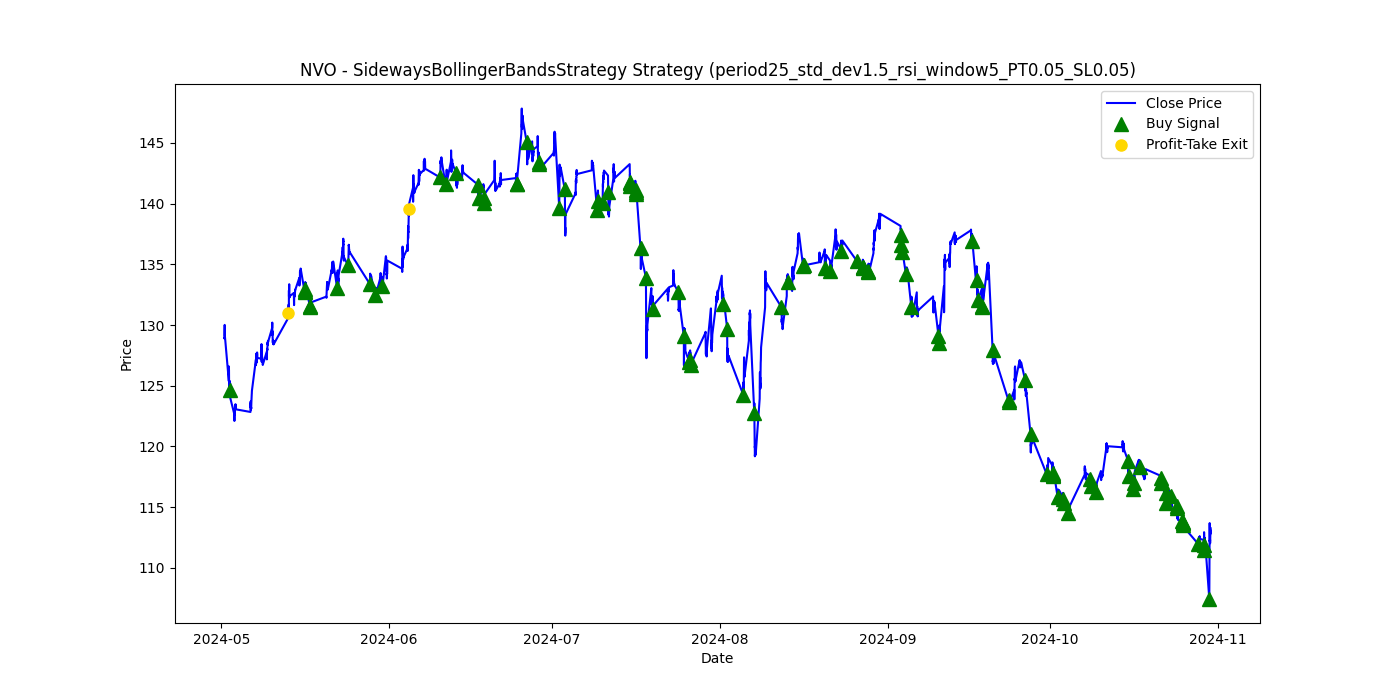 NVO - SidewaysBollingerBandsStrategy Strategy (period25_std_dev1.5_rsi_window5_PT0.05_SL0.05)
Close Price
Buy Signal
Profit-Take Exit
Price
145
140
135
130
125
120
115
110
2024-05
2024-06
2024-07
2024-08
2024-09
2024-10
2024-11
Date